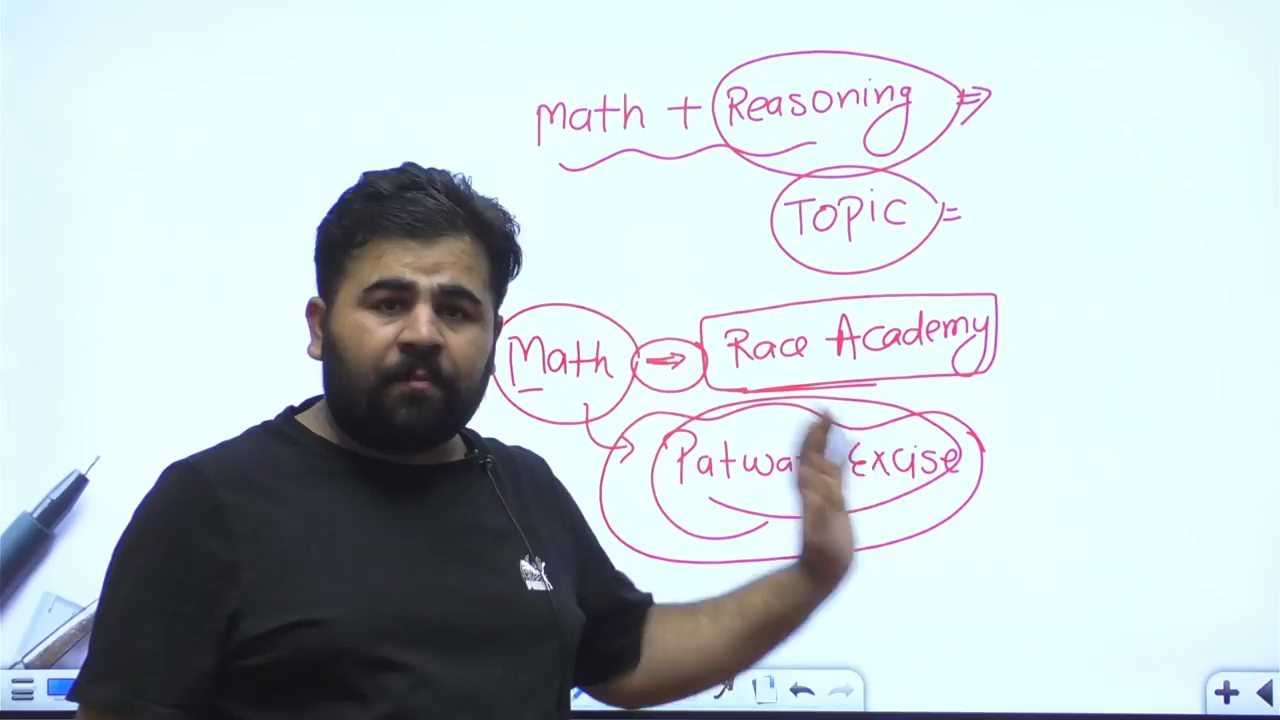 Math + Reasoning ⇒
Topic =
Math → Race Academy
Excise